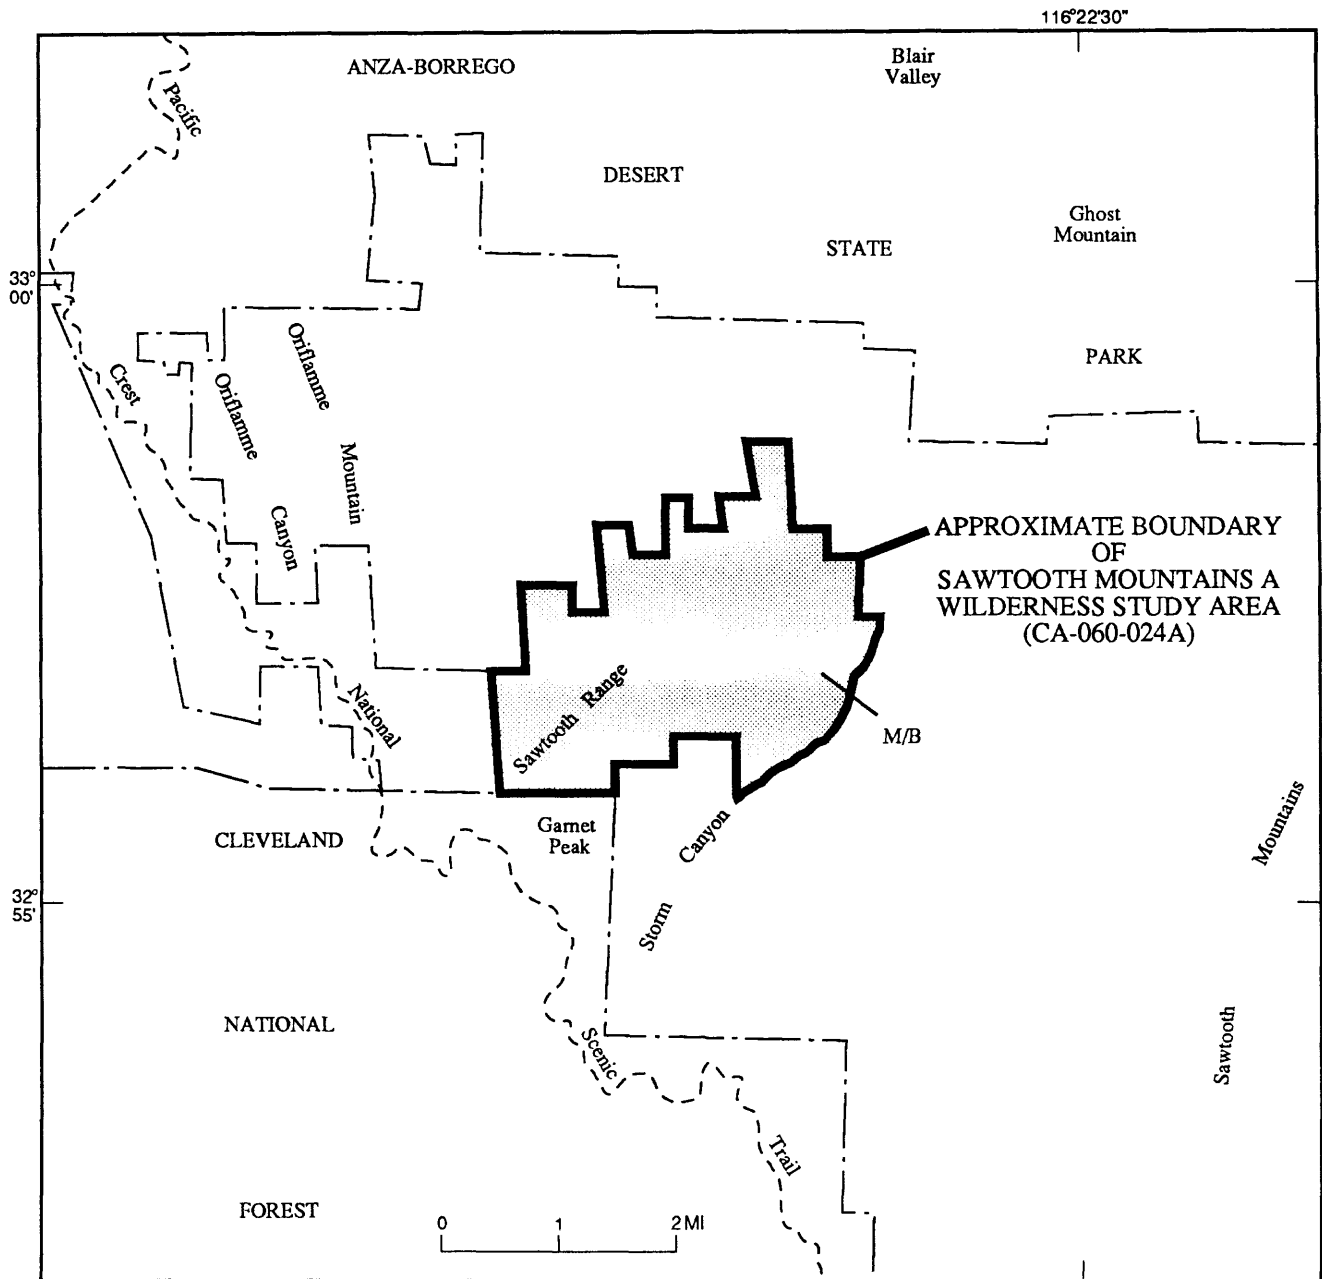 116°22'30"
ANZA-BORREGO
Blair
Valley
Pacific
DESERT
Ghost
Mountain
STATE
33°
00'
PARK
Oriflamme
Mountain
Crest
Oriflamme
Canyon
APPROXIMATE BOUNDARY
OF
SAWTOOTH MOUNTAINS A
WILDERNESS STUDY AREA
(CA-060-024A)
Sawtooth Range
National
M/B
CLEVELAND
Garnet
Peak
Storm Canyon
Sawtooth Mountains
32°
55'
NATIONAL
Scenic
Trail
FOREST
0 1 2 MI